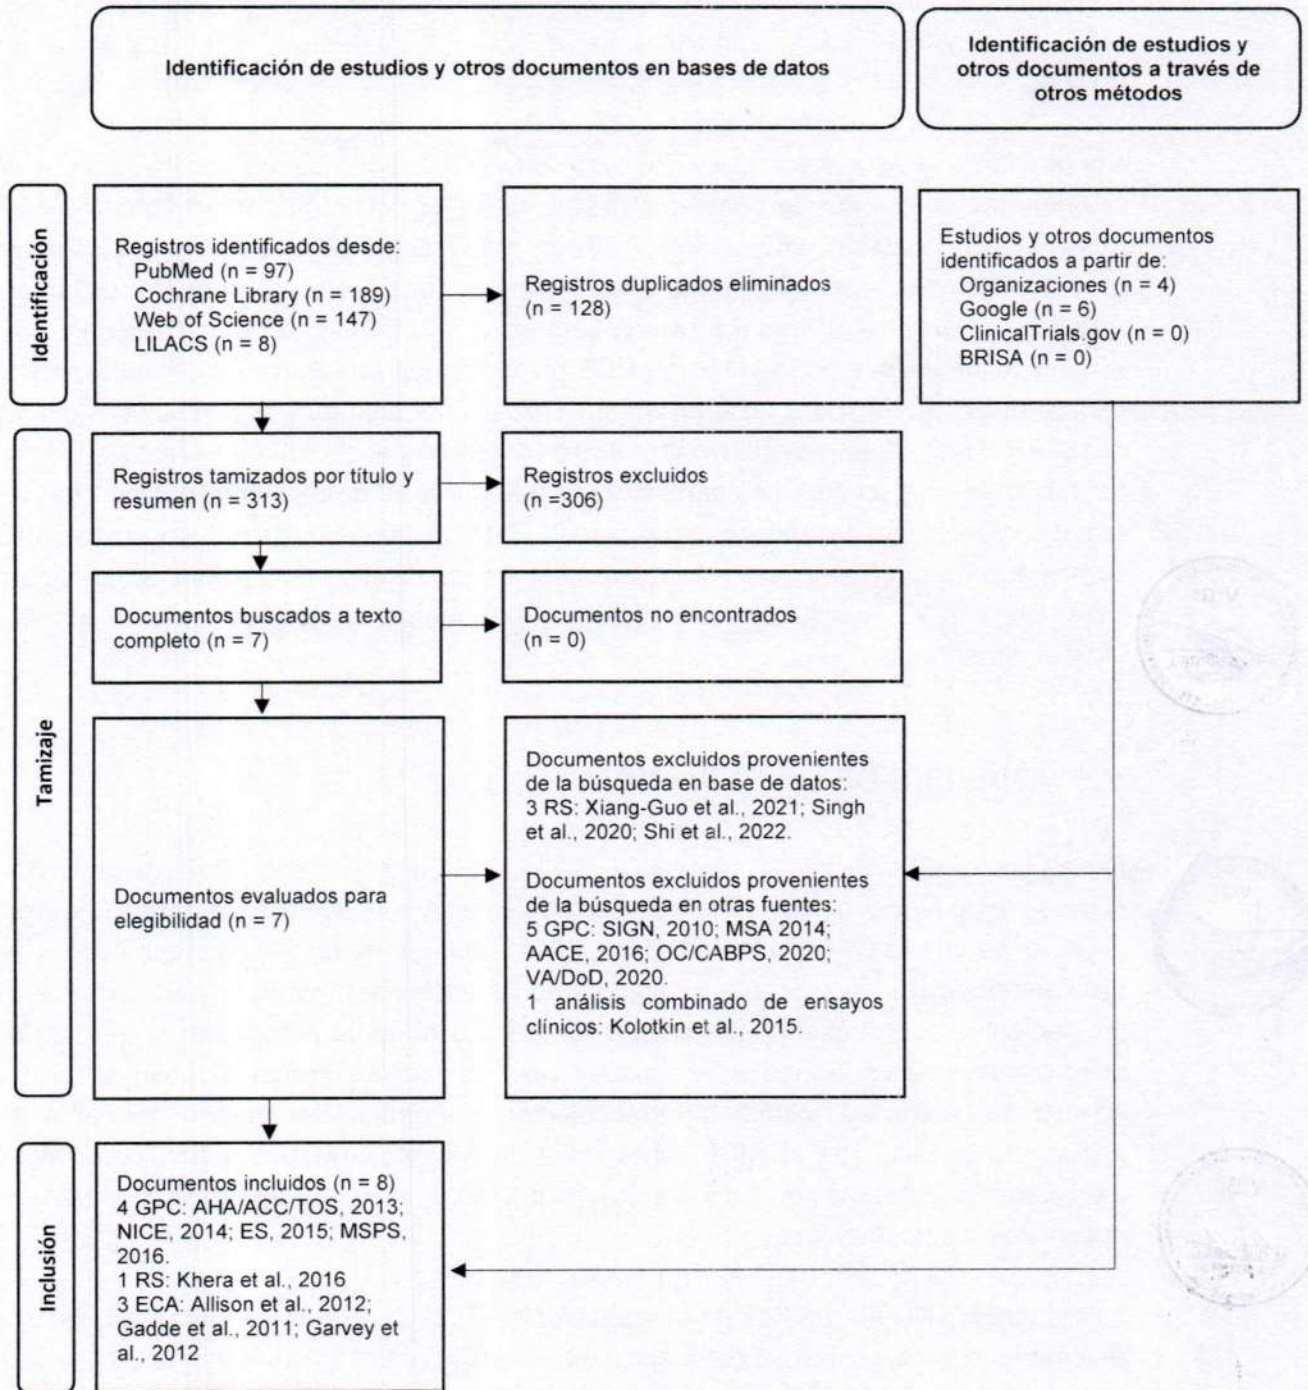 Identificación de estudios y otros documentos en bases de datos
Identificación de estudios y
otros documentos a través de
otros métodos
Identificación
Registros identificados desde:
PubMed (n = 97)
Cochrane Library (n = 189)
Web of Science (n = 147)
LILACS (n = 8)
Registros duplicados eliminados
(n = 128)
Estudios y otros documentos
identificados a partir de:
Organizaciones (n = 4)
Google (n = 6)
ClinicalTrials.gov (n = 0)
BRISA (n = 0)
Tamizaje
Registros tamizados por título y
resumen (n = 313)
Registros excluidos
(n =306)
Documentos buscados a texto
completo (n = 7)
Documentos no encontrados
(n = 0)
Documentos evaluados para
elegibilidad (n = 7)
Documentos excluidos provenientes
de la búsqueda en base de datos:
3 RS: Xiang-Guo et al., 2021; Singh
et al., 2020; Shi et al., 2022.
Documentos excluidos provenientes
de la búsqueda en otras fuentes:
5 GPC: SIGN, 2010; MSA 2014;
AACE, 2016; OC/CABPS, 2020;
VA/DoD, 2020.
1 análisis combinado de ensayos
clínicos: Kolotkin et al., 2015.
Inclusión
Documentos incluidos (n = 8)
4 GPC: AHA/ACC/TOS, 2013;
NICE, 2014; ES, 2015; MSPS,
2016.
1 RS: Khera et al., 2016
3 ECA: Allison et al., 2012;
Gadde et al., 2011; Garvey et
al., 2012